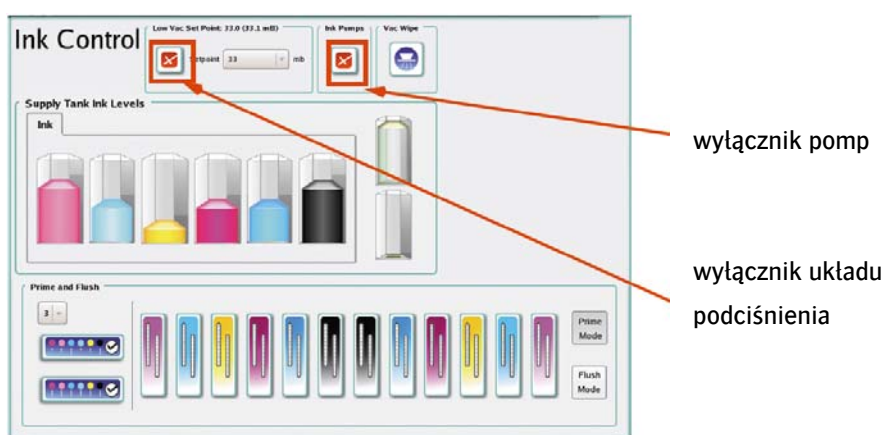 Ink Control
Low Vac Set Point: 33.0 (33.1 mB)
Setpoint 33 mb
Ink Pumps
Vac Wipe
Supply Tank Ink Levels
Ink
wyłącznik pomp
wyłącznik układu
podciśnienia
Prime and Flush
3
Prime
Mode
Flush
Mode